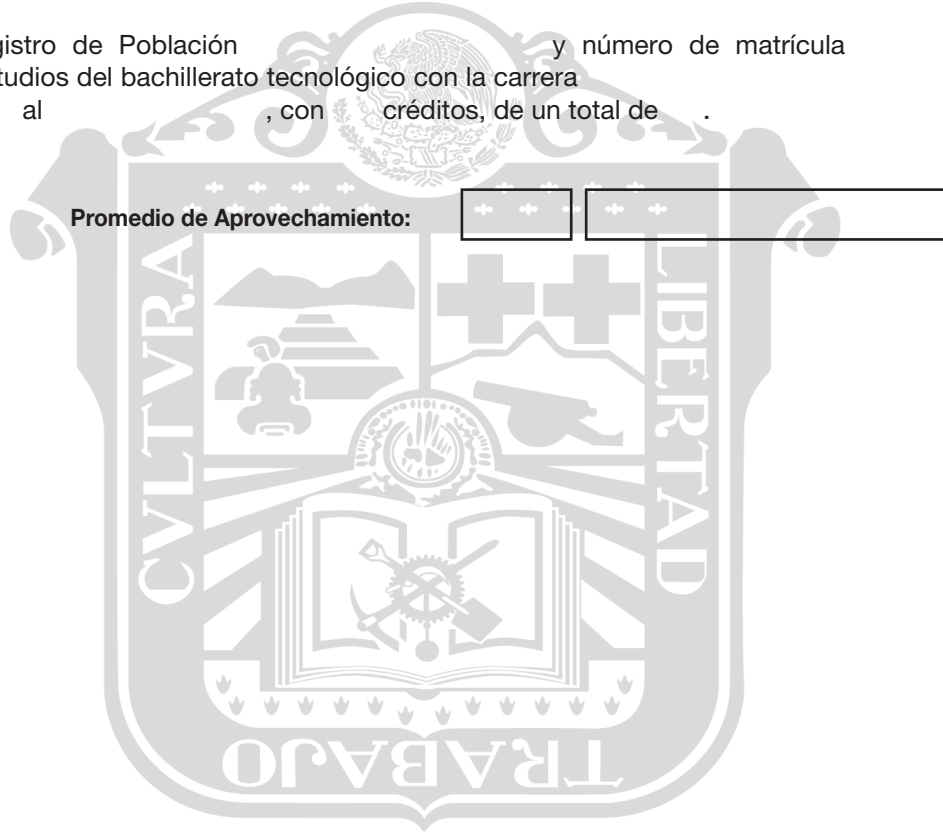 gistro de Población y número de matrícula
tudios del bachillerato tecnológico con la carrera
al , con créditos, de un total de .
Promedio de Aprovechamiento:
CVLTVRA
LIBERTAD
TRABAJO